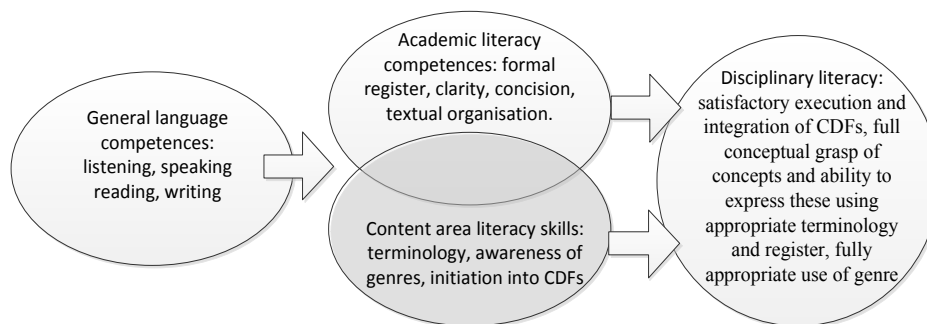 General language
competences:
listening, speaking
reading, writing
Academic literacy
competences: formal
register, clarity, concision,
textual organisation.
Content area literacy skills:
terminology, awareness of
genres, initiation into CDFs
Disciplinary literacy:
satisfactory execution and
integration of CDFs, full
conceptual grasp of
concepts and ability to
express these using
appropriate terminology
and register, fully
appropriate use of genre